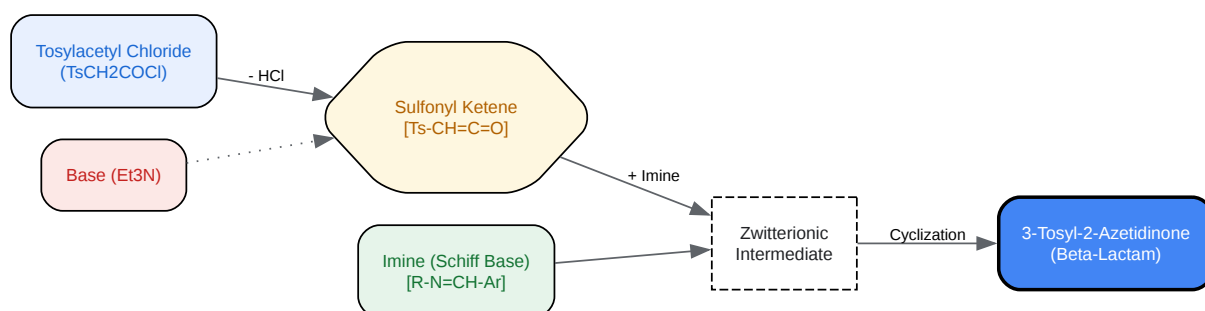 Tosylacetyl Chloride
(TsCH2COCl)
- HCl
Base (Et3N)
Sulfonyl Ketene
[Ts-CH=C=O]
+ Imine
Imine (Schiff Base)
[R-N=CH-Ar]
Zwitterionic
Intermediate
Cyclization
3-Tosyl-2-Azetidinone
(Beta-Lactam)